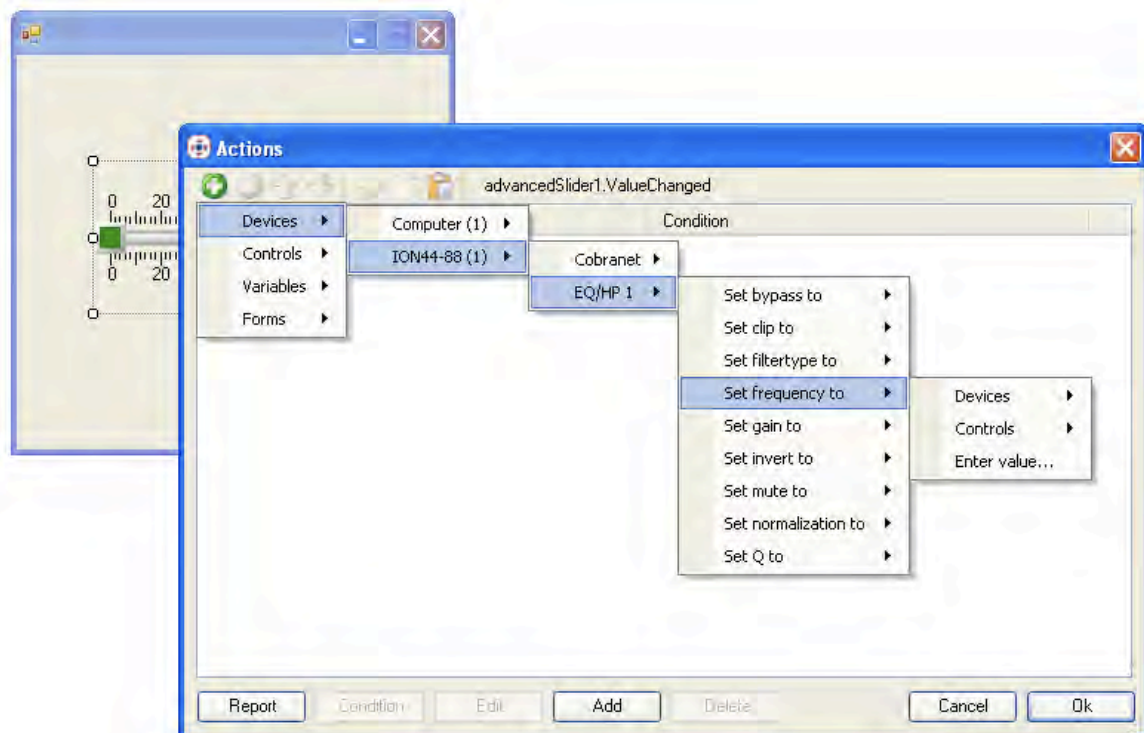 Actions
advancedSlider1.ValueChanged
0 20
0 20
Condition
Devices
Controls
Variables
Forms
Computer (1)
ION44-88 (1)
Cobranet
EQ/HP 1
Set bypass to
Set clip to
Set filtertype to
Set frequency to
Set gain to
Set invert to
Set mute to
Set normalization to
Set Q to
Devices
Controls
Enter value...
Report Condition Edit Add Delete Cancel Ok